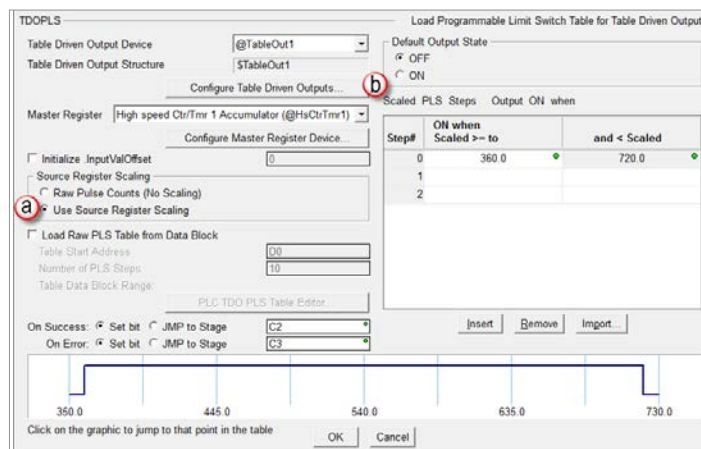 TDOPLS
Load Programmable Limit Switch Table for Table Driven Output
Table Driven Output Device
@TableOut1
Table Driven Output Structure
$TableOut1
Configure Table Driven Outputs...
Master Register
High speed Ctr/Tmr 1 Accumulator (@HsCtrTmr1)
Configure Master Register Device...
Initialize .InputValOffset
0
Source Register Scaling
Raw Pulse Counts (No Scaling)
a
Use Source Register Scaling
Load Raw PLS Table from Data Block
Table Start Address
D0
Number of PLS Steps
10
Table Data Block Range:
PLC TDO PLS Table Editor...
On Success: Set bit JMP to Stage C2
On Error: Set bit JMP to Stage C3
Default Output State
OFF
b
ON
Scaled PLS Steps Output ON when
Step# ON when Scaled >= to and < Scaled
0 360.0 720.0
1
2
Insert Remove Import...
350.0 445.0 540.0 635.0 730.0
Click on the graphic to jump to that point in the table
OK Cancel